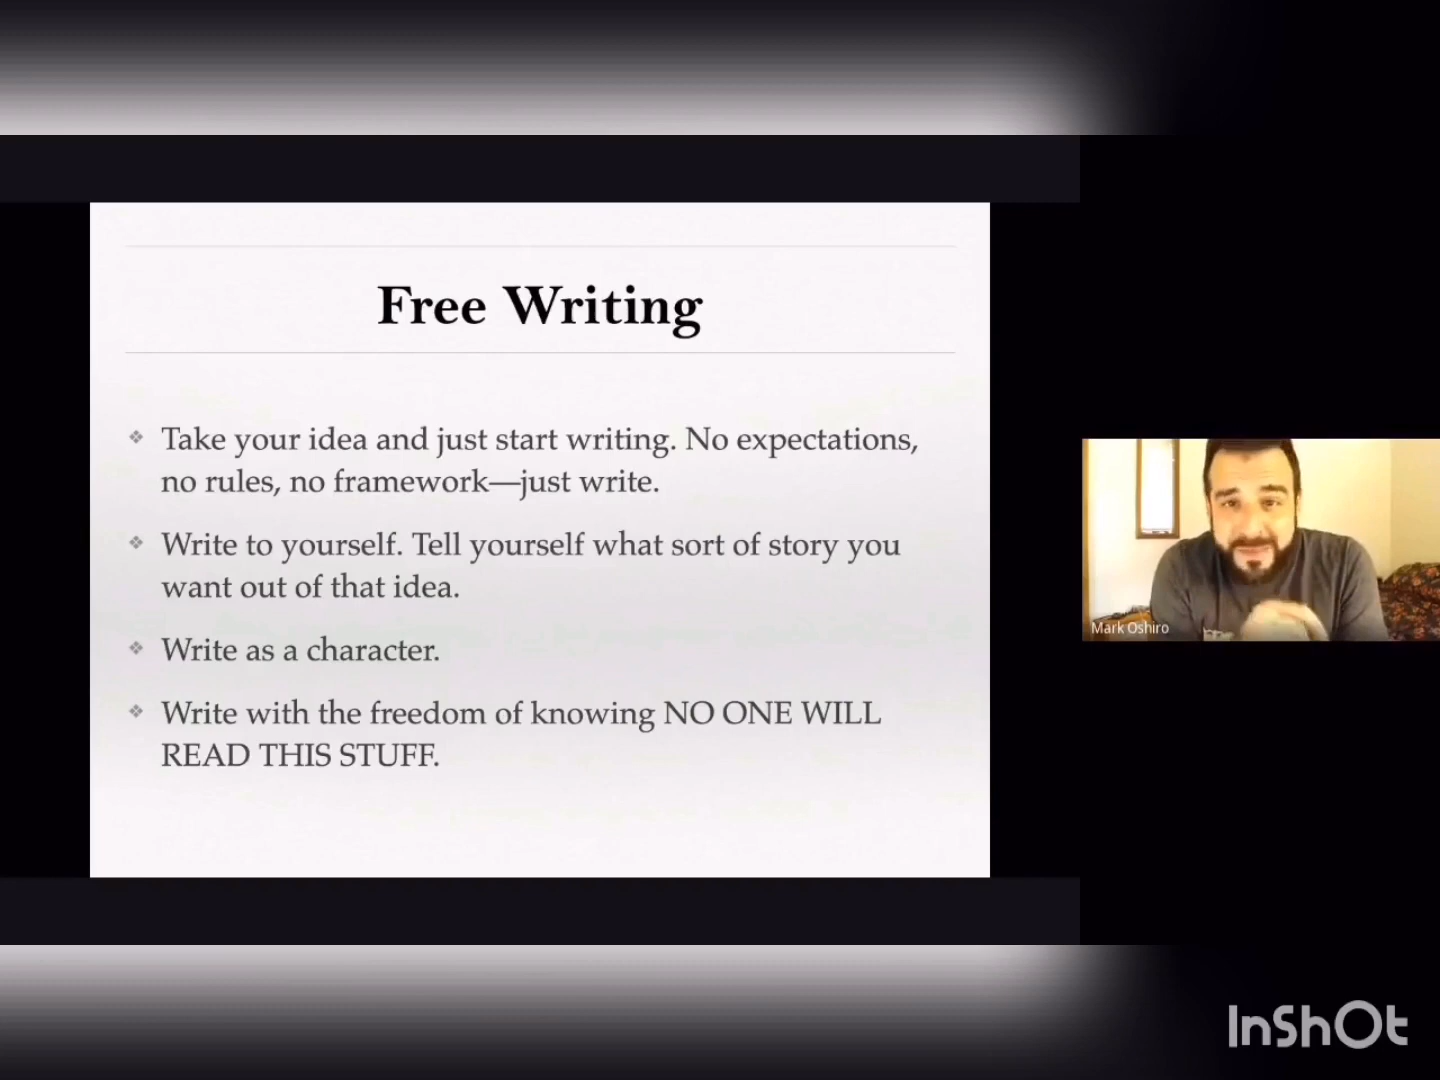 Free Writing
❖ Take your idea and just start writing. No expectations,
no rules, no framework—just write.
❖ Write to yourself. Tell yourself what sort of story you
want out of that idea.
❖ Write as a character.
❖ Write with the freedom of knowing NO ONE WILL
READ THIS STUFF.
Mark Oshiro
InShOt